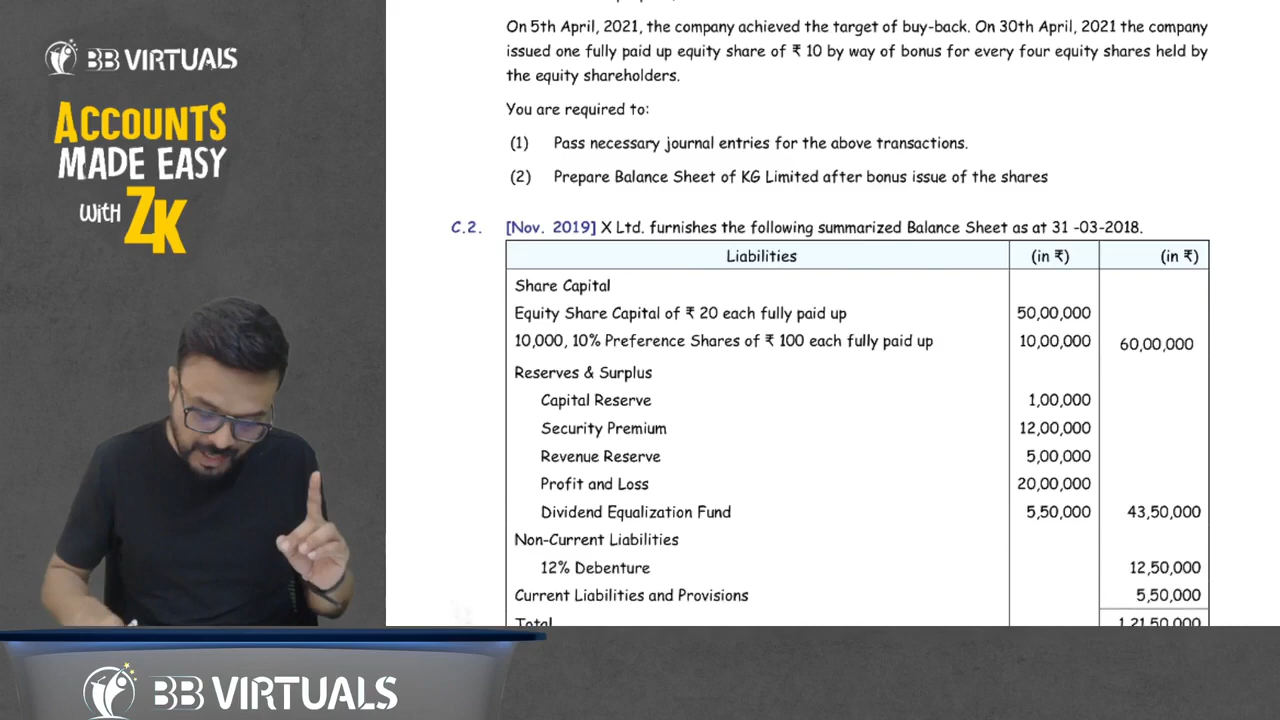 BB VIRTUALS
ACCOUNTS
MADE EASY
WITH ZK
On 5th April, 2021, the company achieved the target of buy-back. On 30th April, 2021 the company
issued one fully paid up equity share of ₹ 10 by way of bonus for every four equity shares held by
the equity shareholders.
You are required to:
(1) Pass necessary journal entries for the above transactions.
(2) Prepare Balance Sheet of KG Limited after bonus issue of the shares
C.2. [Nov. 2019] X Ltd. furnishes the following summarized Balance Sheet as at 31 -03-2018.
Liabilities (in ₹) (in ₹)
Share Capital
Equity Share Capital of ₹ 20 each fully paid up 50,00,000
10,000, 10% Preference Shares of ₹ 100 each fully paid up 10,00,000 60,00,000
Reserves & Surplus
Capital Reserve 1,00,000
Security Premium 12,00,000
Revenue Reserve 5,00,000
Profit and Loss 20,00,000
Dividend Equalization Fund 5,50,000 43,50,000
Non-Current Liabilities
12% Debenture 12,50,000
Current Liabilities and Provisions 5,50,000
Total 1,21,50,000
BB VIRTUALS